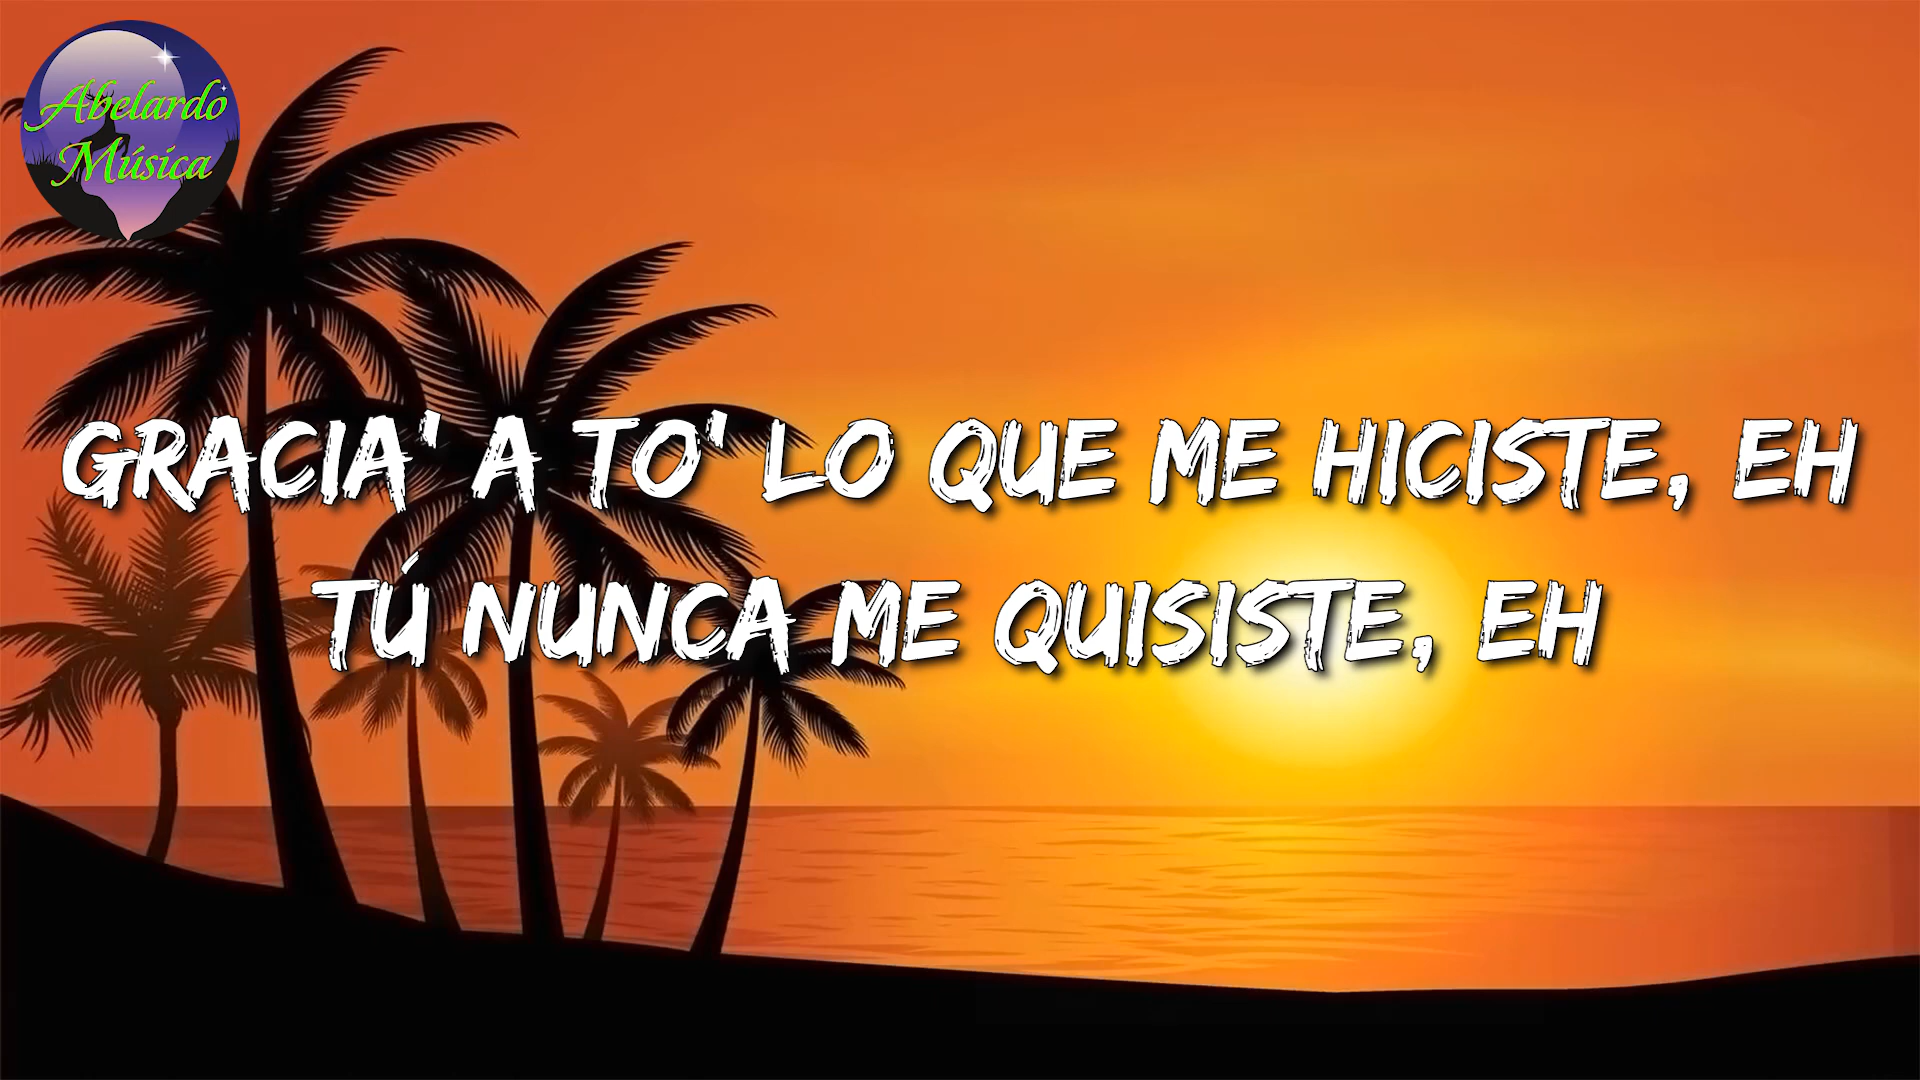 Abelardo
Música
GRACIA' A TO' LO QUE ME HICISTE, EH
TÚ NUNCA ME QUISISTE, EH